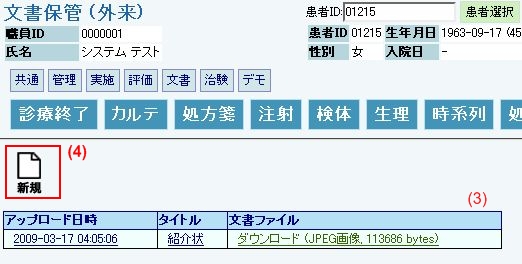 文書保管（外来）
患者ID: 01215 患者選択
職員ID 0000001
患者ID 01215 生年月日 1963-09-17 (45
氏名 システム テスト
性別 女 入院日 -
共通 管理 実施 評価 文書 治験 デモ
診療終了 カルテ 処方箋 注射 検体 生理 時系列 処
新規 (4)
(3)
アップロード日時 タイトル 文書ファイル
2009-03-17 04:05:06 紹介状 ダウンロード (JPEG画像, 113686 bytes)